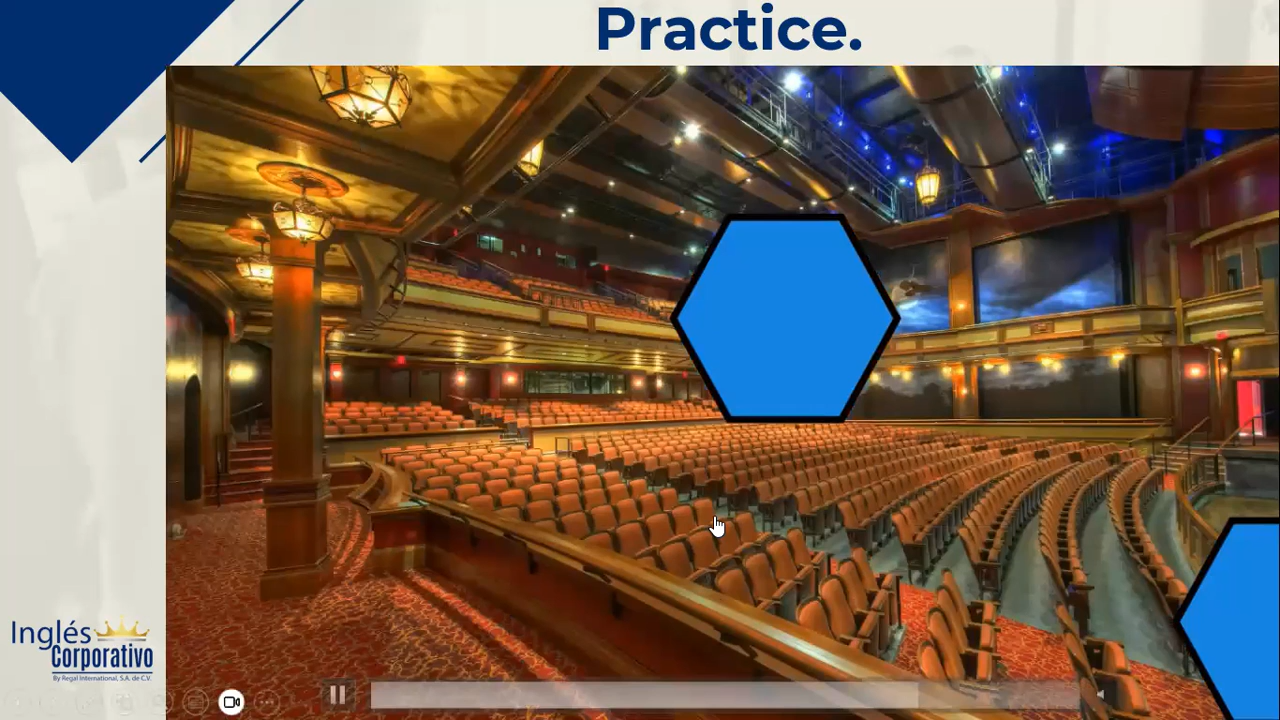 Practice.
Inglés
Corporativo
By Regal International, S.A. de C.V.